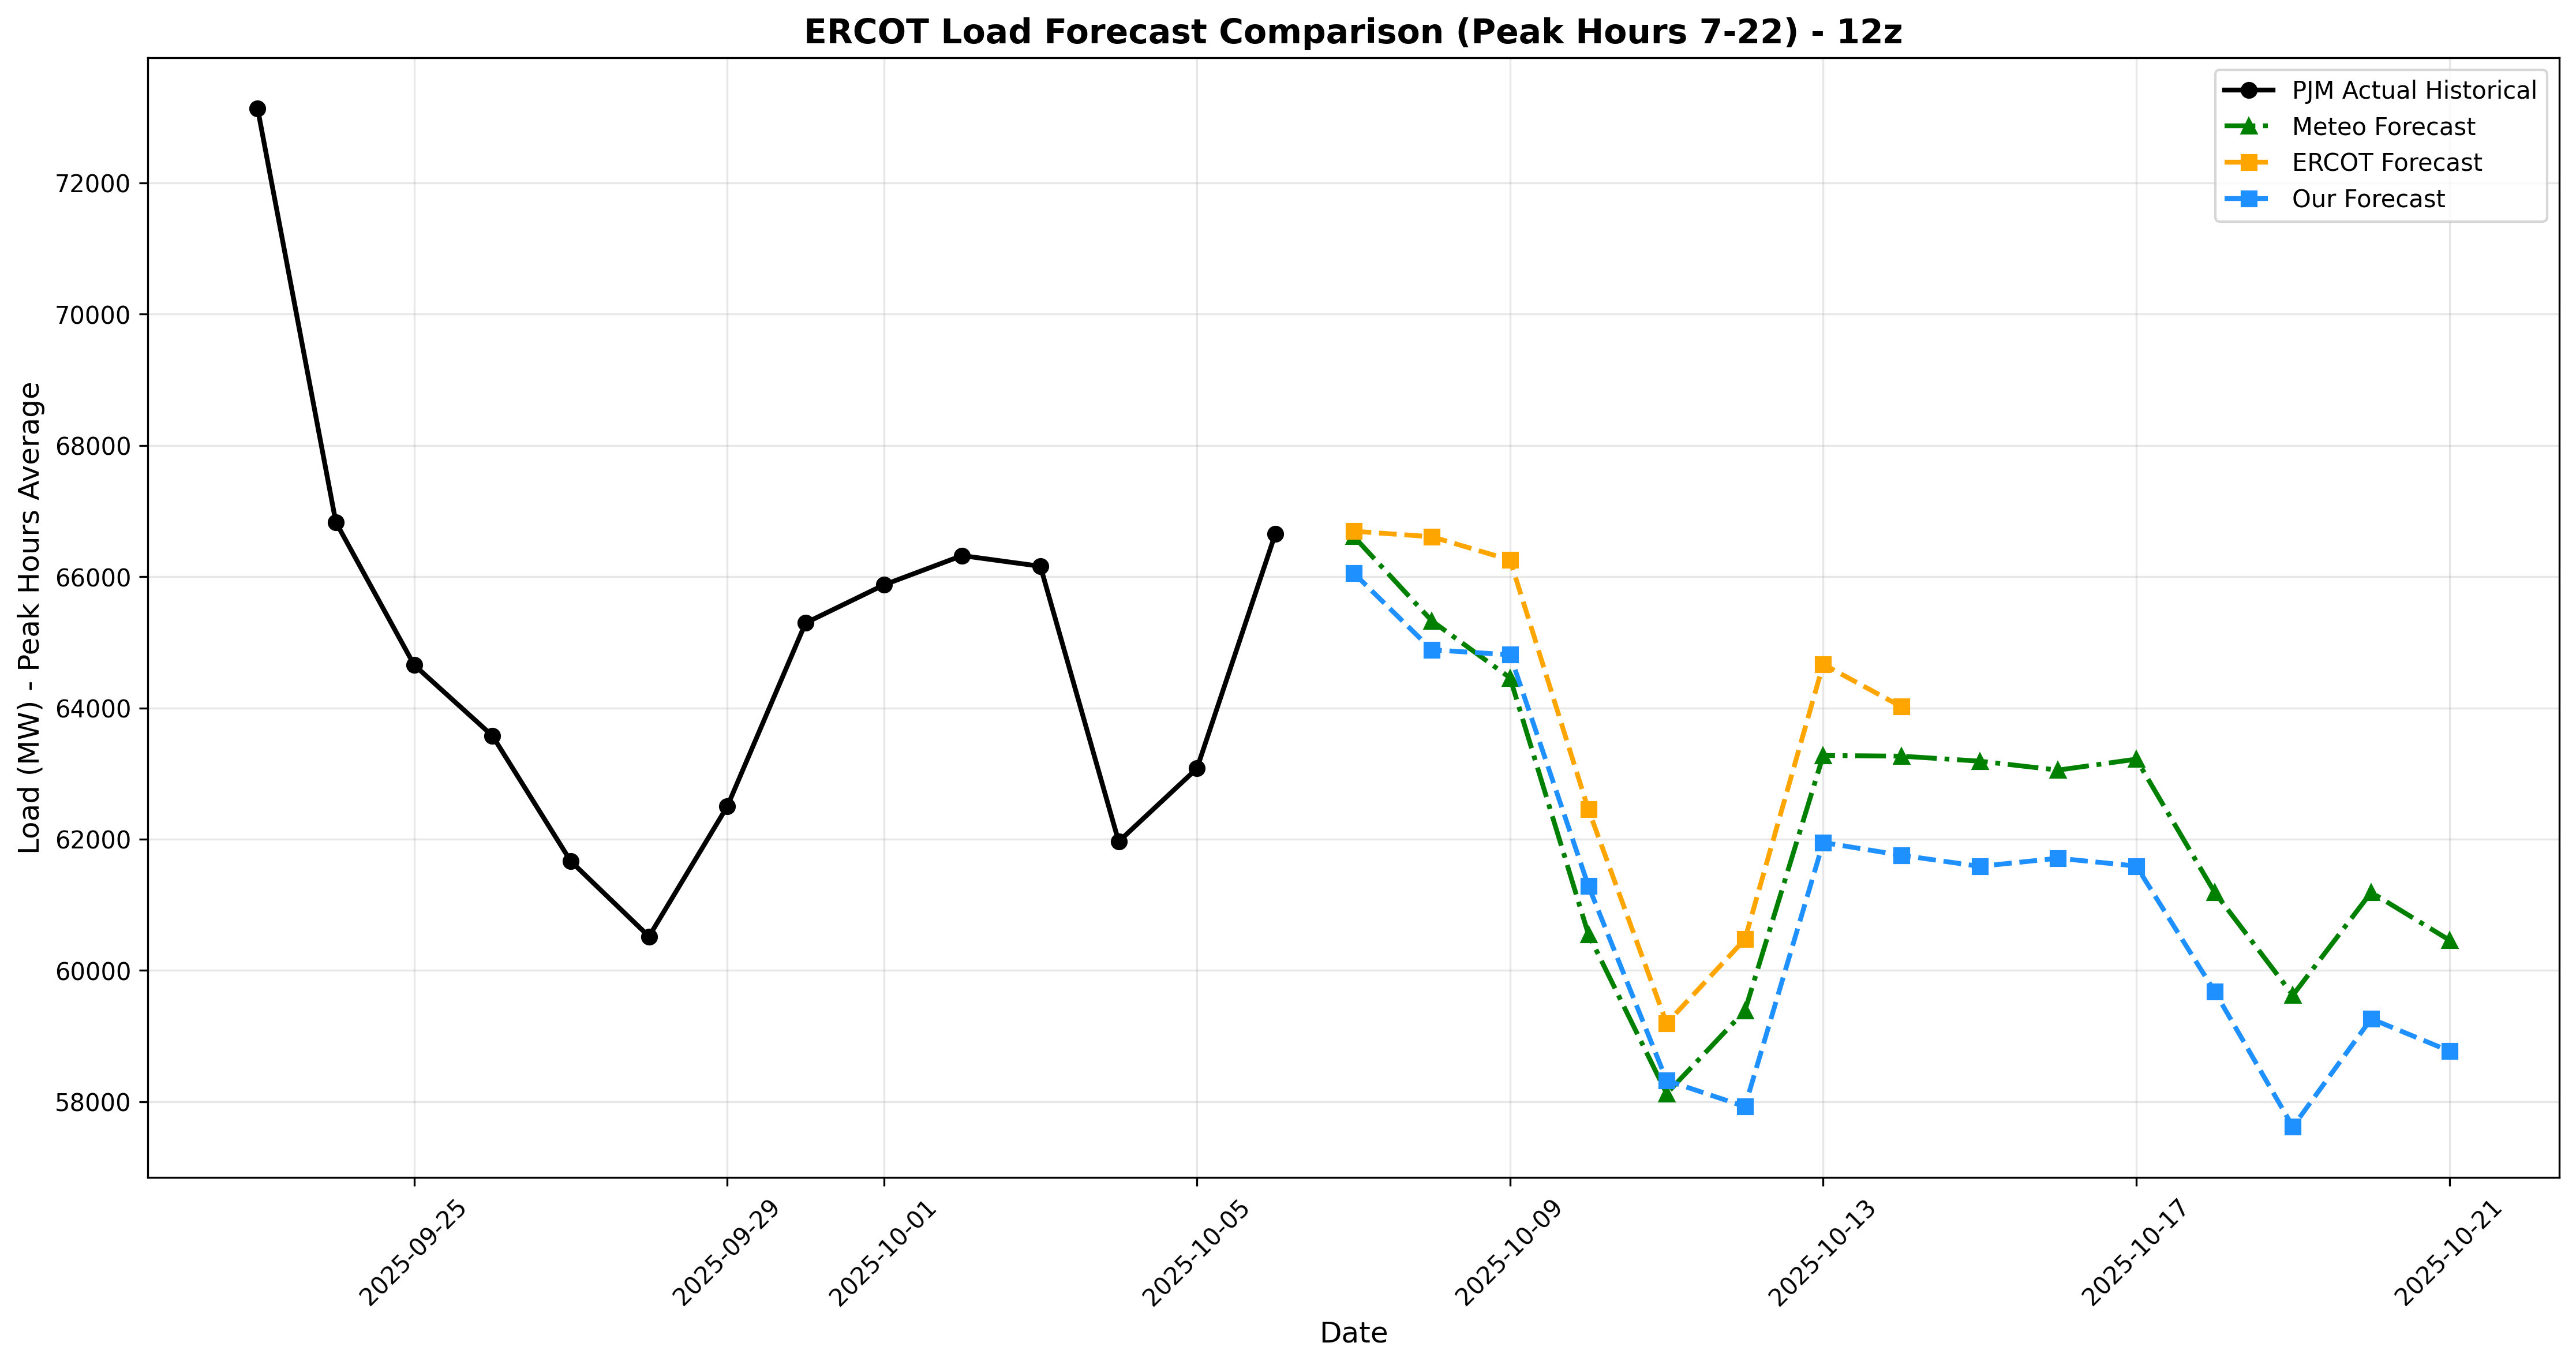 ERCOT Load Forecast Comparison (Peak Hours 7-22) - 12z
PJM Actual Historical
Meteo Forecast
ERCOT Forecast
Our Forecast
Load (MW) - Peak Hours Average
72000
70000
68000
66000
64000
62000
60000
58000
2025-09-25
2025-09-29
2025-10-01
2025-10-05
2025-10-09
2025-10-13
2025-10-17
2025-10-21
Date